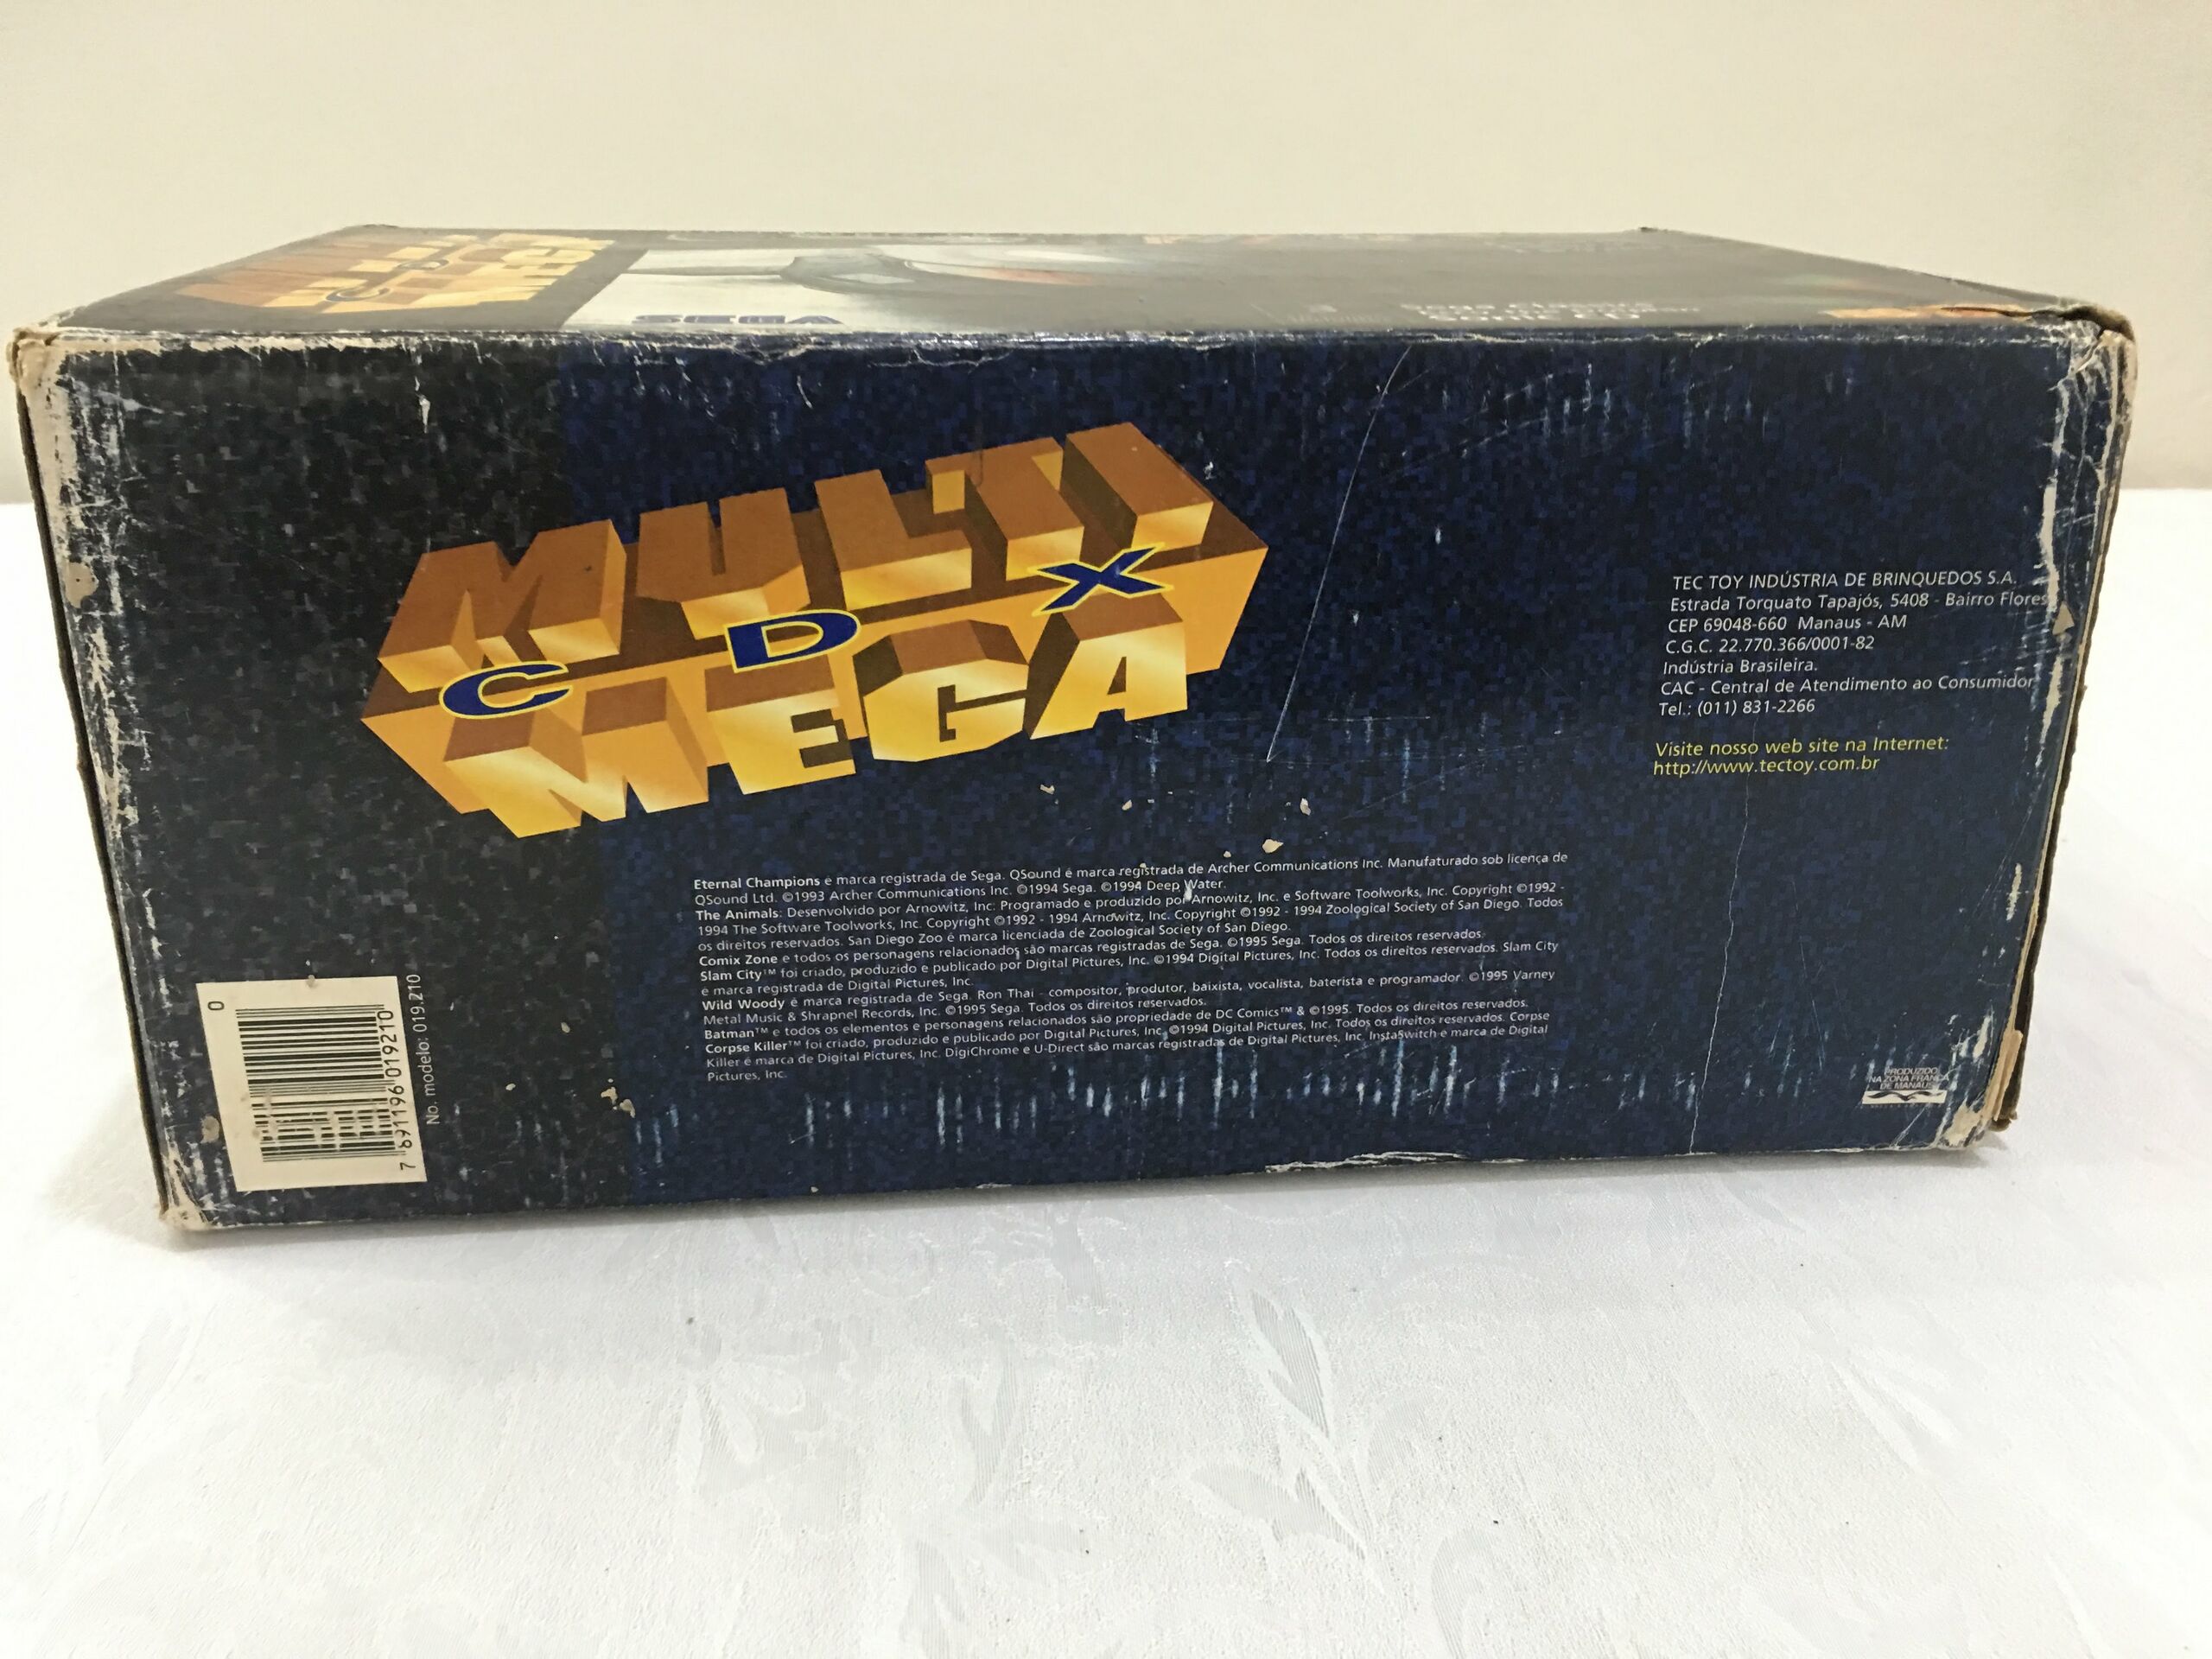 MULTI
MEGA
SEGA
MULTI
C D X
MEGA
TEC TOY INDÚSTRIA DE BRINQUEDOS S.A.
Estrada Torquato Tapajós, 5408 - Bairro Flores
CEP 69048-660 Manaus - AM
C.G.C. 22.770.366/0001-82
Indústria Brasileira.
CAC - Central de Atendimento ao Consumidor
Tel.: (011) 831-2266
Visite nosso web site na Internet:
http://www.tectoy.com.br
Eternal Champions é marca registrada de Sega. QSound é marca registrada de Archer Communications Inc. Manufaturado sob licença de
QSound Ltd. ©1993 Archer Communications Inc. ©1994 Sega. ©1994 Deep Water.
The Animals: Desenvolvido por Arnowitz, Inc. Programado e produzido por Arnowitz, Inc. e Software Toolworks, Inc. Copyright ©1992 -
1994 The Software Toolworks, Inc. Copyright ©1992 - 1994 Arnowitz, Inc. Copyright ©1992 - 1994 Zoological Society of San Diego. Todos
os direitos reservados. San Diego Zoo é marca licenciada de Zoological Society of San Diego.
Comix Zone e todos os personagens relacionados são marcas registradas de Sega. ©1995 Sega. Todos os direitos reservados.
Slam City™ foi criado, produzido e publicado por Digital Pictures, Inc. ©1994 Digital Pictures, Inc. Todos os direitos reservados. Slam City
é marca registrada de Digital Pictures, Inc.
Wild Woody é marca registrada de Sega. Ron Thai - compositor, produtor, baixista, vocalista, baterista e programador. ©1995 Varney
Metal Music & Shrapnel Records, Inc. ©1995 Sega. Todos os direitos reservados.
Batman™ e todos os elementos e personagens relacionados são propriedade de DC Comics™ & ©1995. Todos os direitos reservados.
Corpse Killer™ foi criado, produzido e publicado por Digital Pictures, Inc. ©1994 Digital Pictures, Inc. Todos os direitos reservados. Corpse
Killer é marca de Digital Pictures, Inc. DigiChrome e U-Direct são marcas registradas de Digital Pictures, Inc. InstaSwitch é marca de Digital
Pictures, Inc.
0
7 891196 019210
No. modelo: 019.210
PRODUZIDO
NA ZONA FRANCA
DE MANAUS